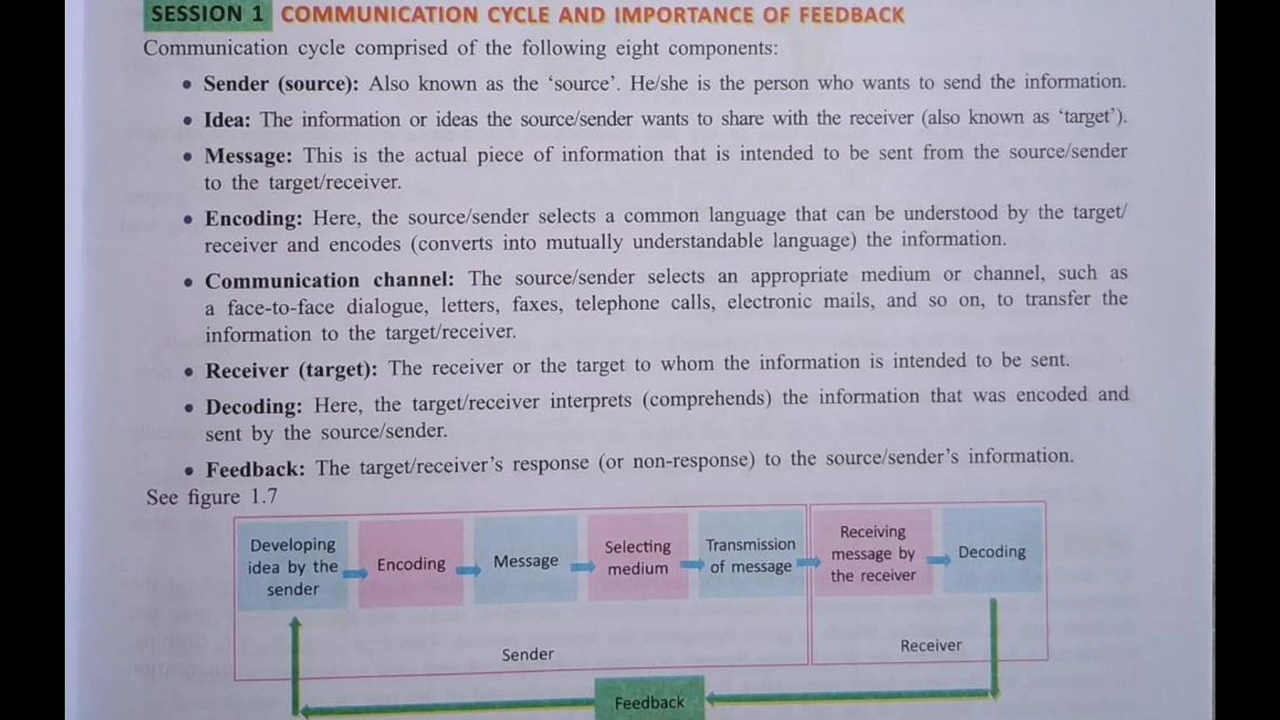 SESSION 1 COMMUNICATION CYCLE AND IMPORTANCE OF FEEDBACK
Communication cycle comprised of the following eight components:
• Sender (source): Also known as the ‘source’. He/she is the person who wants to send the information.
• Idea: The information or ideas the source/sender wants to share with the receiver (also known as ‘target’).
• Message: This is the actual piece of information that is intended to be sent from the source/sender
to the target/receiver.
• Encoding: Here, the source/sender selects a common language that can be understood by the target/
receiver and encodes (converts into mutually understandable language) the information.
• Communication channel: The source/sender selects an appropriate medium or channel, such as
a face-to-face dialogue, letters, faxes, telephone calls, electronic mails, and so on, to transfer the
information to the target/receiver.
• Receiver (target): The receiver or the target to whom the information is intended to be sent.
• Decoding: Here, the target/receiver interprets (comprehends) the information that was encoded and
sent by the source/sender.
• Feedback: The target/receiver’s response (or non-response) to the source/sender’s information.
See figure 1.7
Developing
idea by the
sender
Encoding
Message
Selecting
medium
Transmission
of message
Receiving
message by
the receiver
Decoding
Sender
Receiver
Feedback